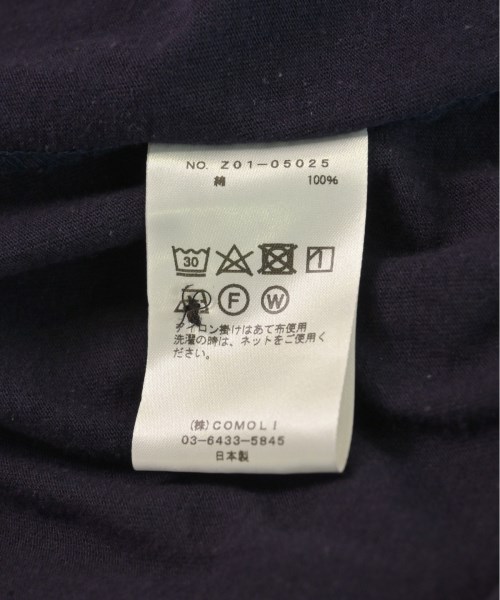 NO. Z01-05025
綿 100%
30
F W
アイロン掛けはあて布使用
洗濯の時は、ネットをご使用く
ださい。
(株)COMOLI
03-6433-5845
日本製